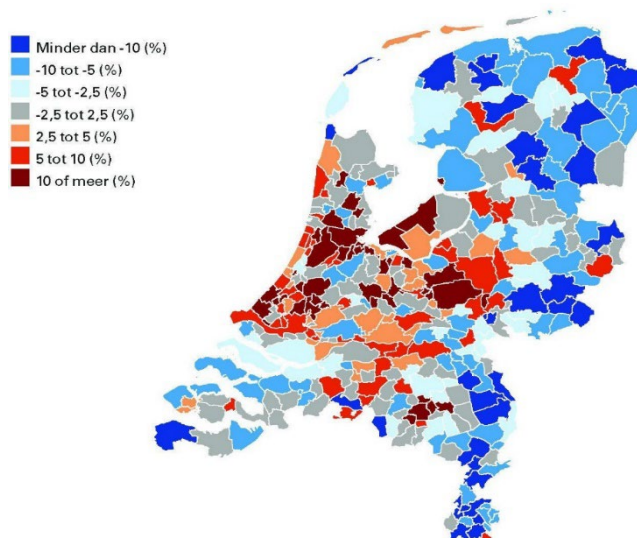 Minder dan -10 (%)
-10 tot -5 (%)
-5 tot -2,5 (%)
-2,5 tot 2,5 (%)
2,5 tot 5 (%)
5 tot 10 (%)
10 of meer (%)